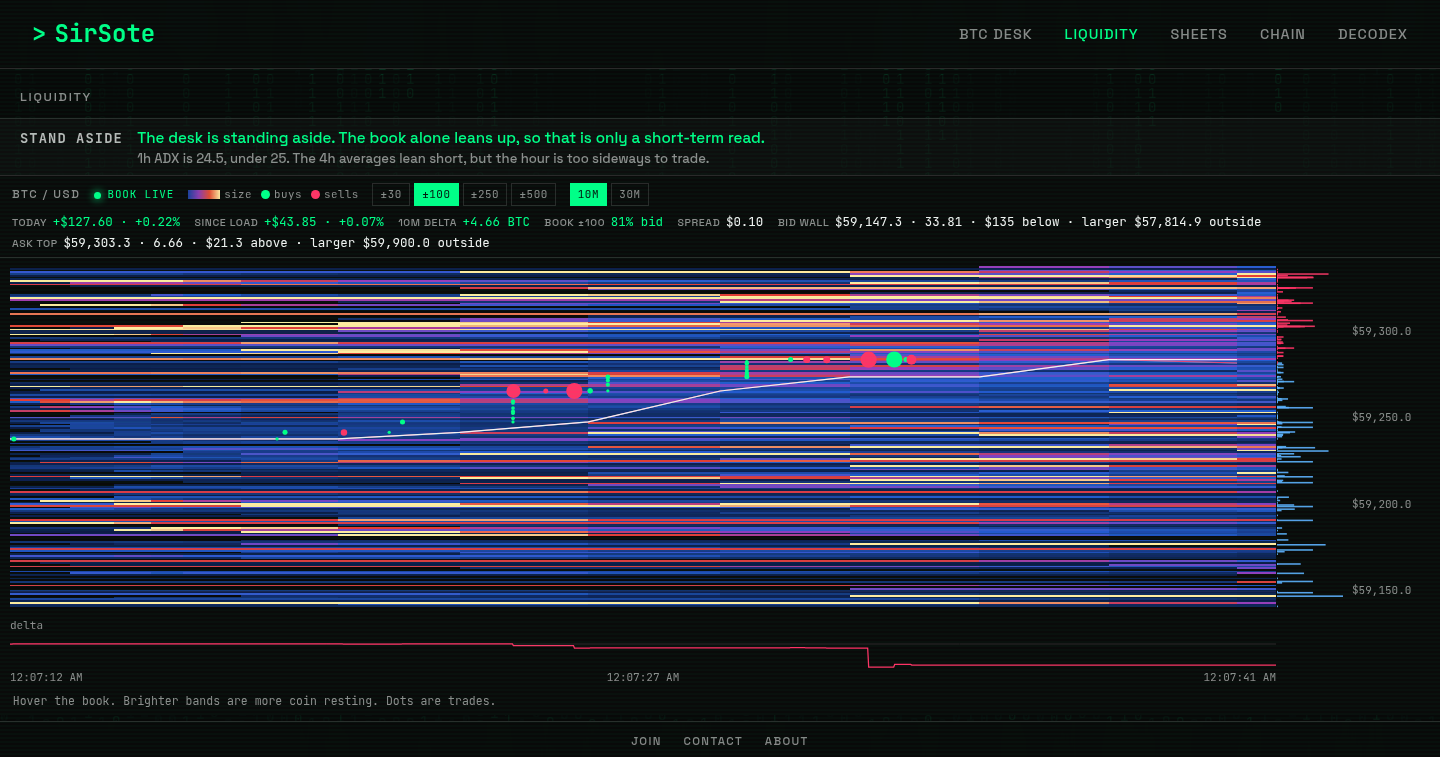 > SirSote
BTC DESK LIQUIDITY SHEETS CHAIN DECODEX
LIQUIDITY
STAND ASIDE The desk is standing aside. The book alone leans up, so that is only a short-term read.
1h ADX is 24.5, under 25. The 4h averages lean short, but the hour is too sideways to trade.
BTC / USD BOOK LIVE size buys sells ±30 ±100 ±250 ±500 10M 30M
TODAY +$127.60 · +0.22% SINCE LOAD +$43.85 · +0.07% 10M DELTA +4.66 BTC BOOK ±100 81% bid SPREAD $0.10 BID WALL $59,147.3 · 33.81 · $135 below · larger $57,814.9 outside
ASK TOP $59,303.3 · 6.66 · $21.3 above · larger $59,900.0 outside
$59,300.0
$59,250.0
$59,200.0
$59,150.0
delta
12:07:12 AM 12:07:27 AM 12:07:41 AM
Hover the book. Brighter bands are more coin resting. Dots are trades.
JOIN CONTACT ABOUT